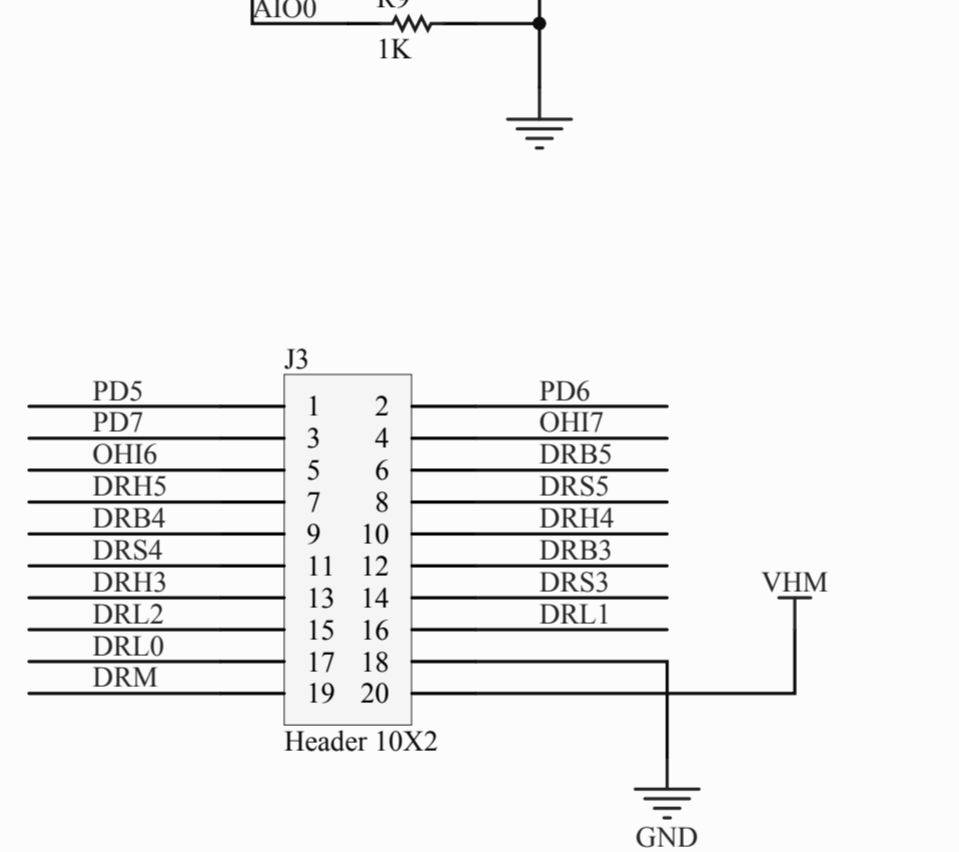 AIO0
R9
1K
J3
PD5 1 2 PD6
PD7 3 4 OHI7
OHI6 5 6 DRB5
DRH5 7 8 DRS5
DRB4 9 10 DRH4
DRS4 11 12 DRB3
DRH3 13 14 DRS3
VHM
DRL2 15 16 DRL1
DRL0 17 18
DRM 19 20
Header 10X2
GND